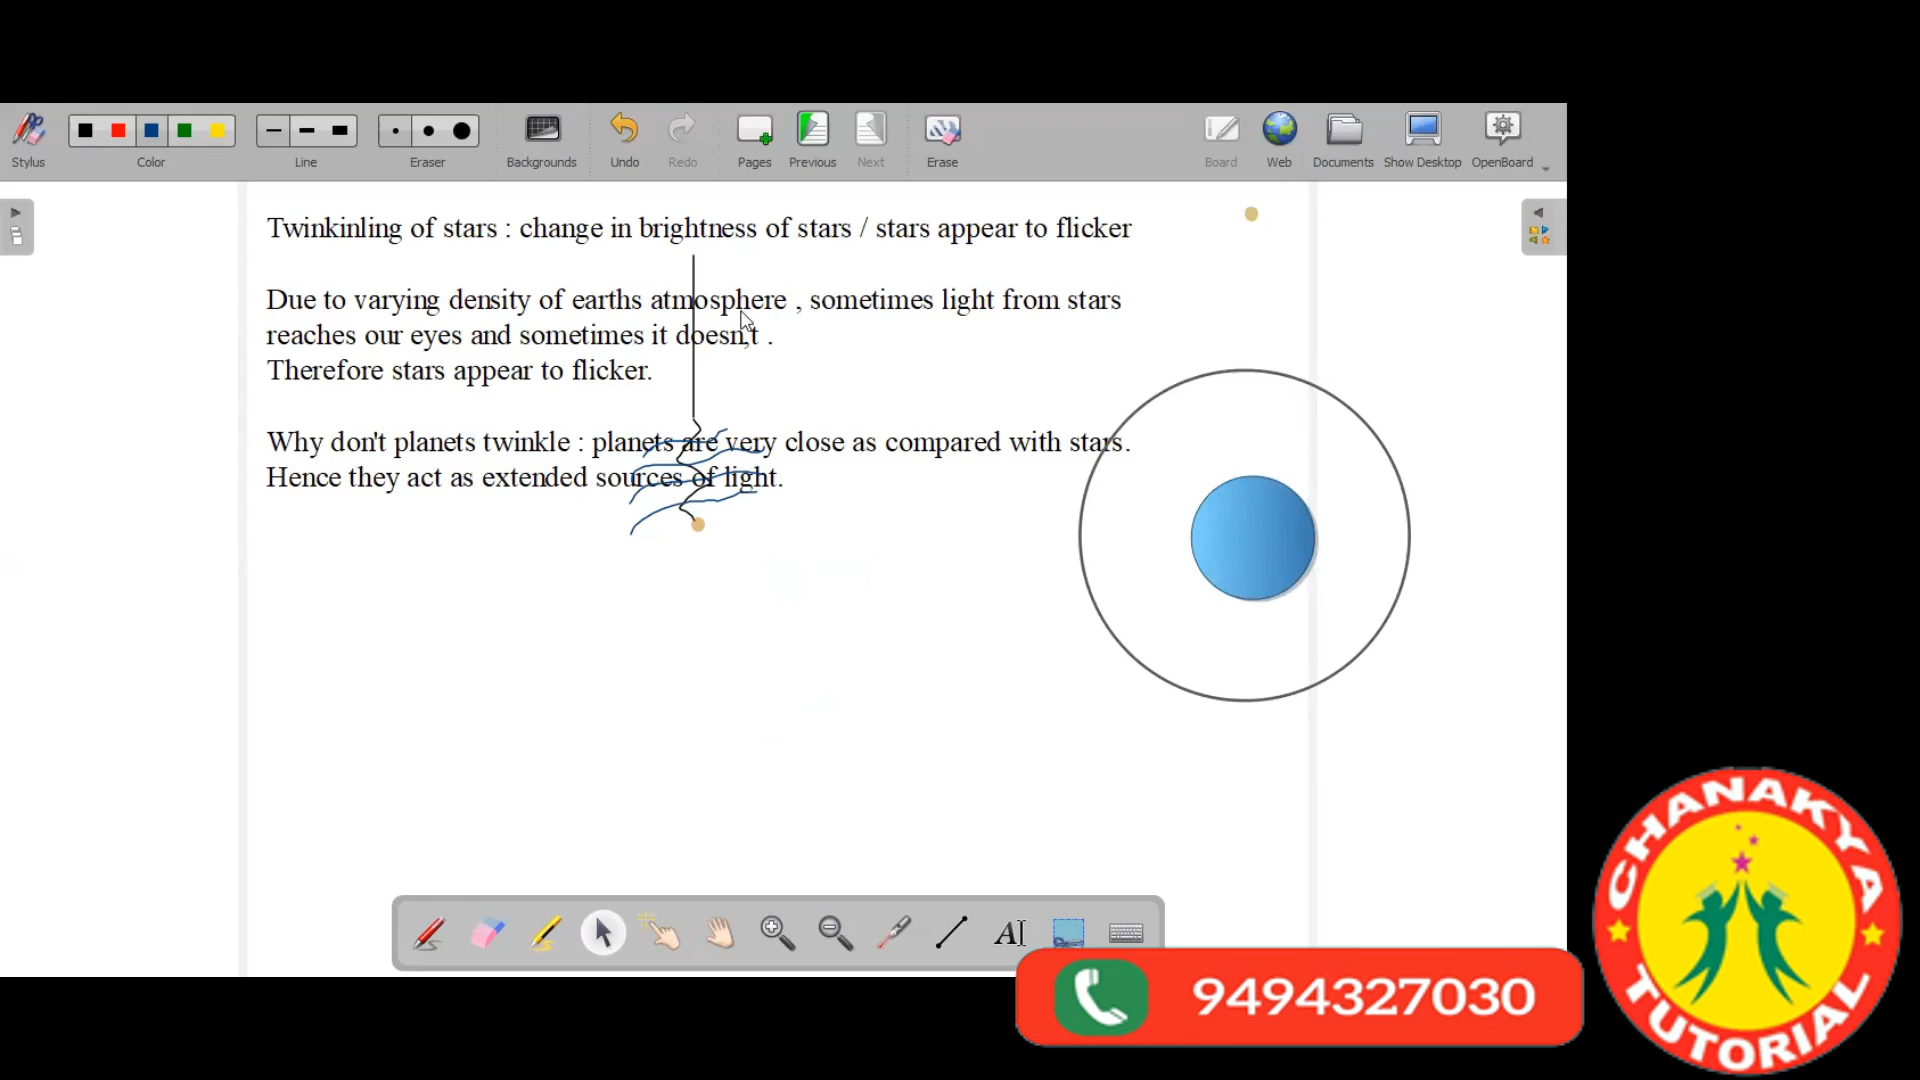 Stylus
Color
Line
Eraser
Backgrounds
Undo
Redo
Pages
Previous
Next
Erase
Board
Web
Documents
Show Desktop
OpenBoard
Twinkinling of stars : change in brightness of stars / stars appear to flicker
Due to varying density of earths atmosphere , sometimes light from stars
reaches our eyes and sometimes it doesn,t .
Therefore stars appear to flicker.
Why don't planets twinkle : planets are very close as compared with stars.
Hence they act as extended sources of light.
AI
9494327030
CHANAKYA
TUTORIAL